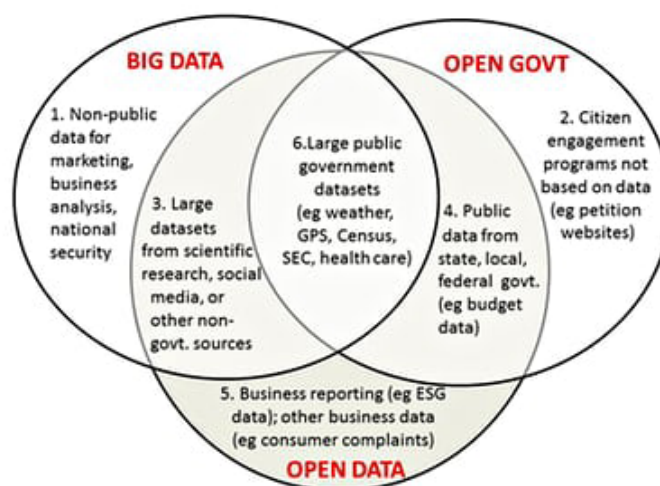 BIG DATA
OPEN GOVT
1. Non-public
data for
marketing,
business
analysis,
national
security
2. Citizen
engagement
programs not
based on data
(eg petition
websites)
6.Large public
government
datasets
(eg weather,
GPS, Census,
SEC, health care)
3. Large
datasets
from scientific
research, social
media, or
other non-
govt. sources
4. Public
data from
state, local,
federal govt.
(eg budget
data)
5. Business reporting (eg ESG
data); other business data
(eg consumer complaints)
OPEN DATA